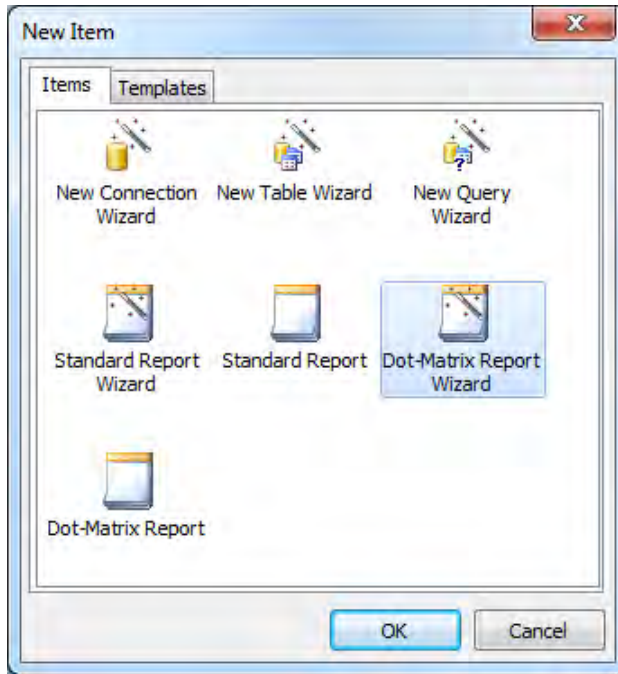 New Item
Items Templates
New Connection Wizard
New Table Wizard
New Query Wizard
Standard Report Wizard
Standard Report
Dot-Matrix Report Wizard
Dot-Matrix Report
OK Cancel